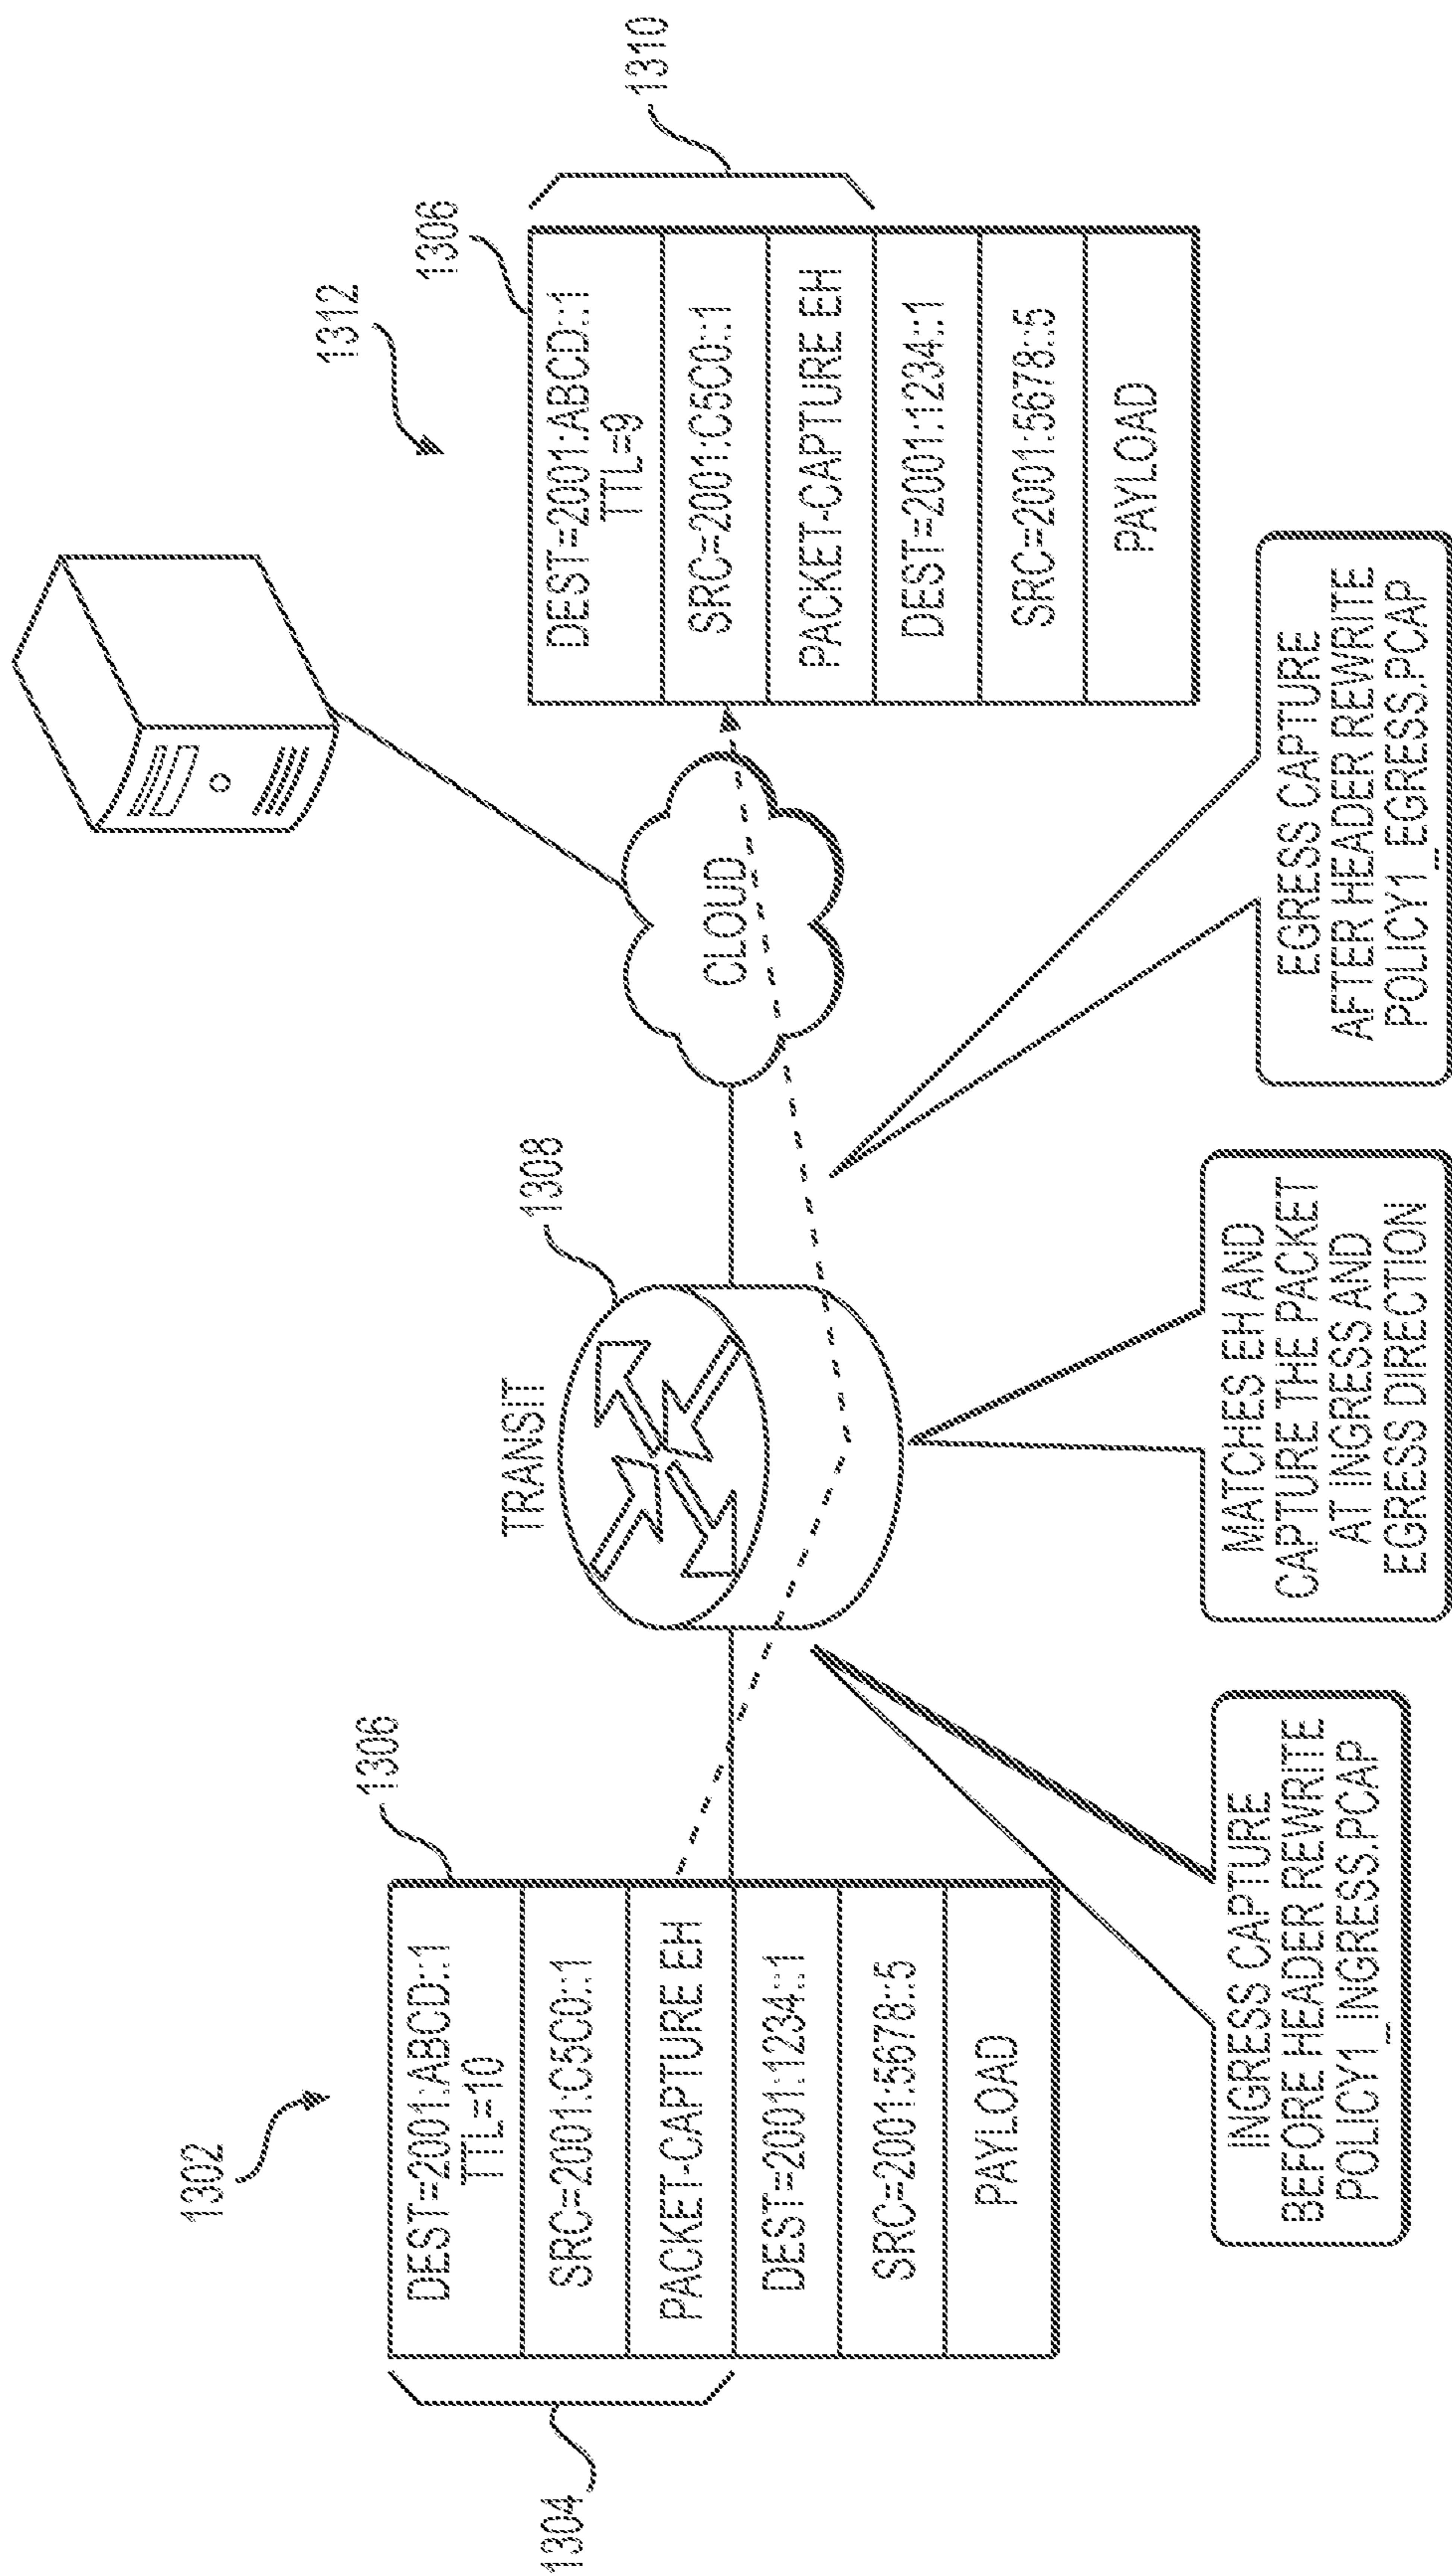 1302
1304
1306
DEST=2001:ABCD::1
TTL=10
SRC=2001:C5C0::1
PACKET-CAPTURE EH
DEST=2001:1234::1
SRC=2001:5678::5
PAYLOAD
TRANSIT
1308
CLOUD
1312
1306
1310
DEST=2001:ABCD::1
TTL=9
SRC=2001:C5C0::1
PACKET-CAPTURE EH
DEST=2001:1234::1
SRC=2001:5678::5
PAYLOAD
INGRESS CAPTURE
BEFORE HEADER REWRITE
POLICY1_INGRESS.PCAP
MATCHES EH AND
CAPTURE THE PACKET
AT INGRESS AND
EGRESS DIRECTION
EGRESS CAPTURE
AFTER HEADER REWRITE
POLICY1_EGRESS.PCAP